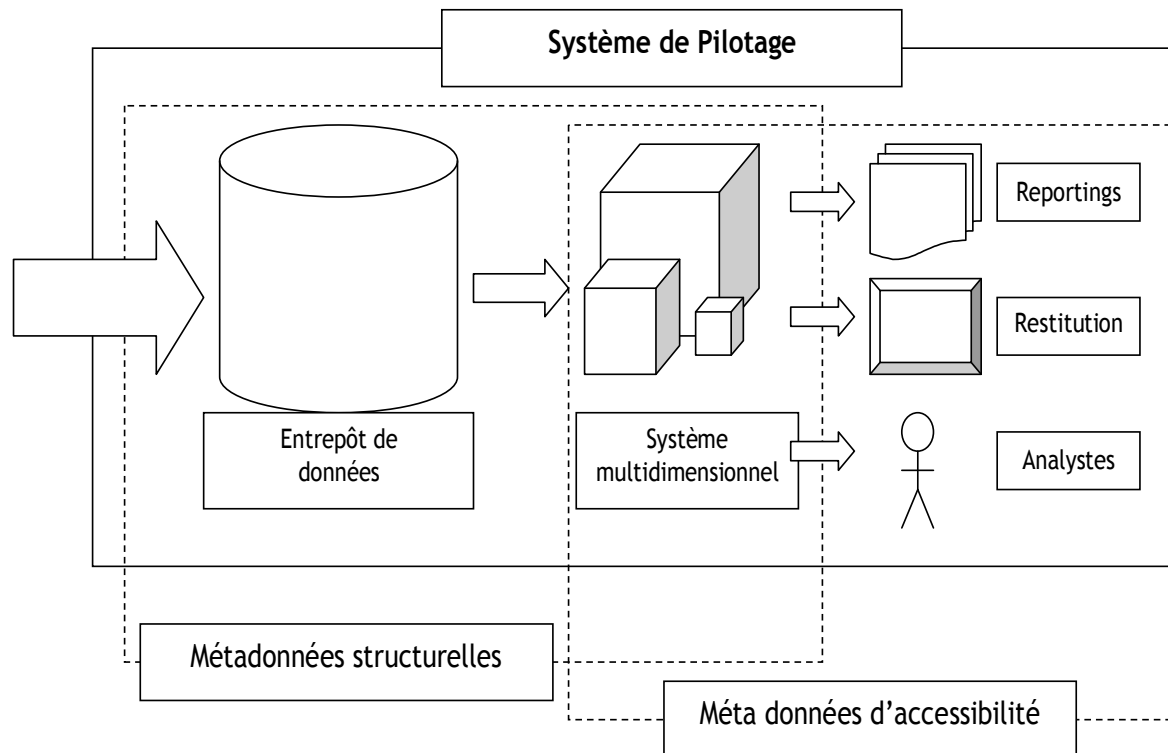 Système de Pilotage
Reportings
Restitution
Entrepôt de
données
Système
multidimensionnel
Analystes
Métadonnées structurelles
Méta données d’accessibilité